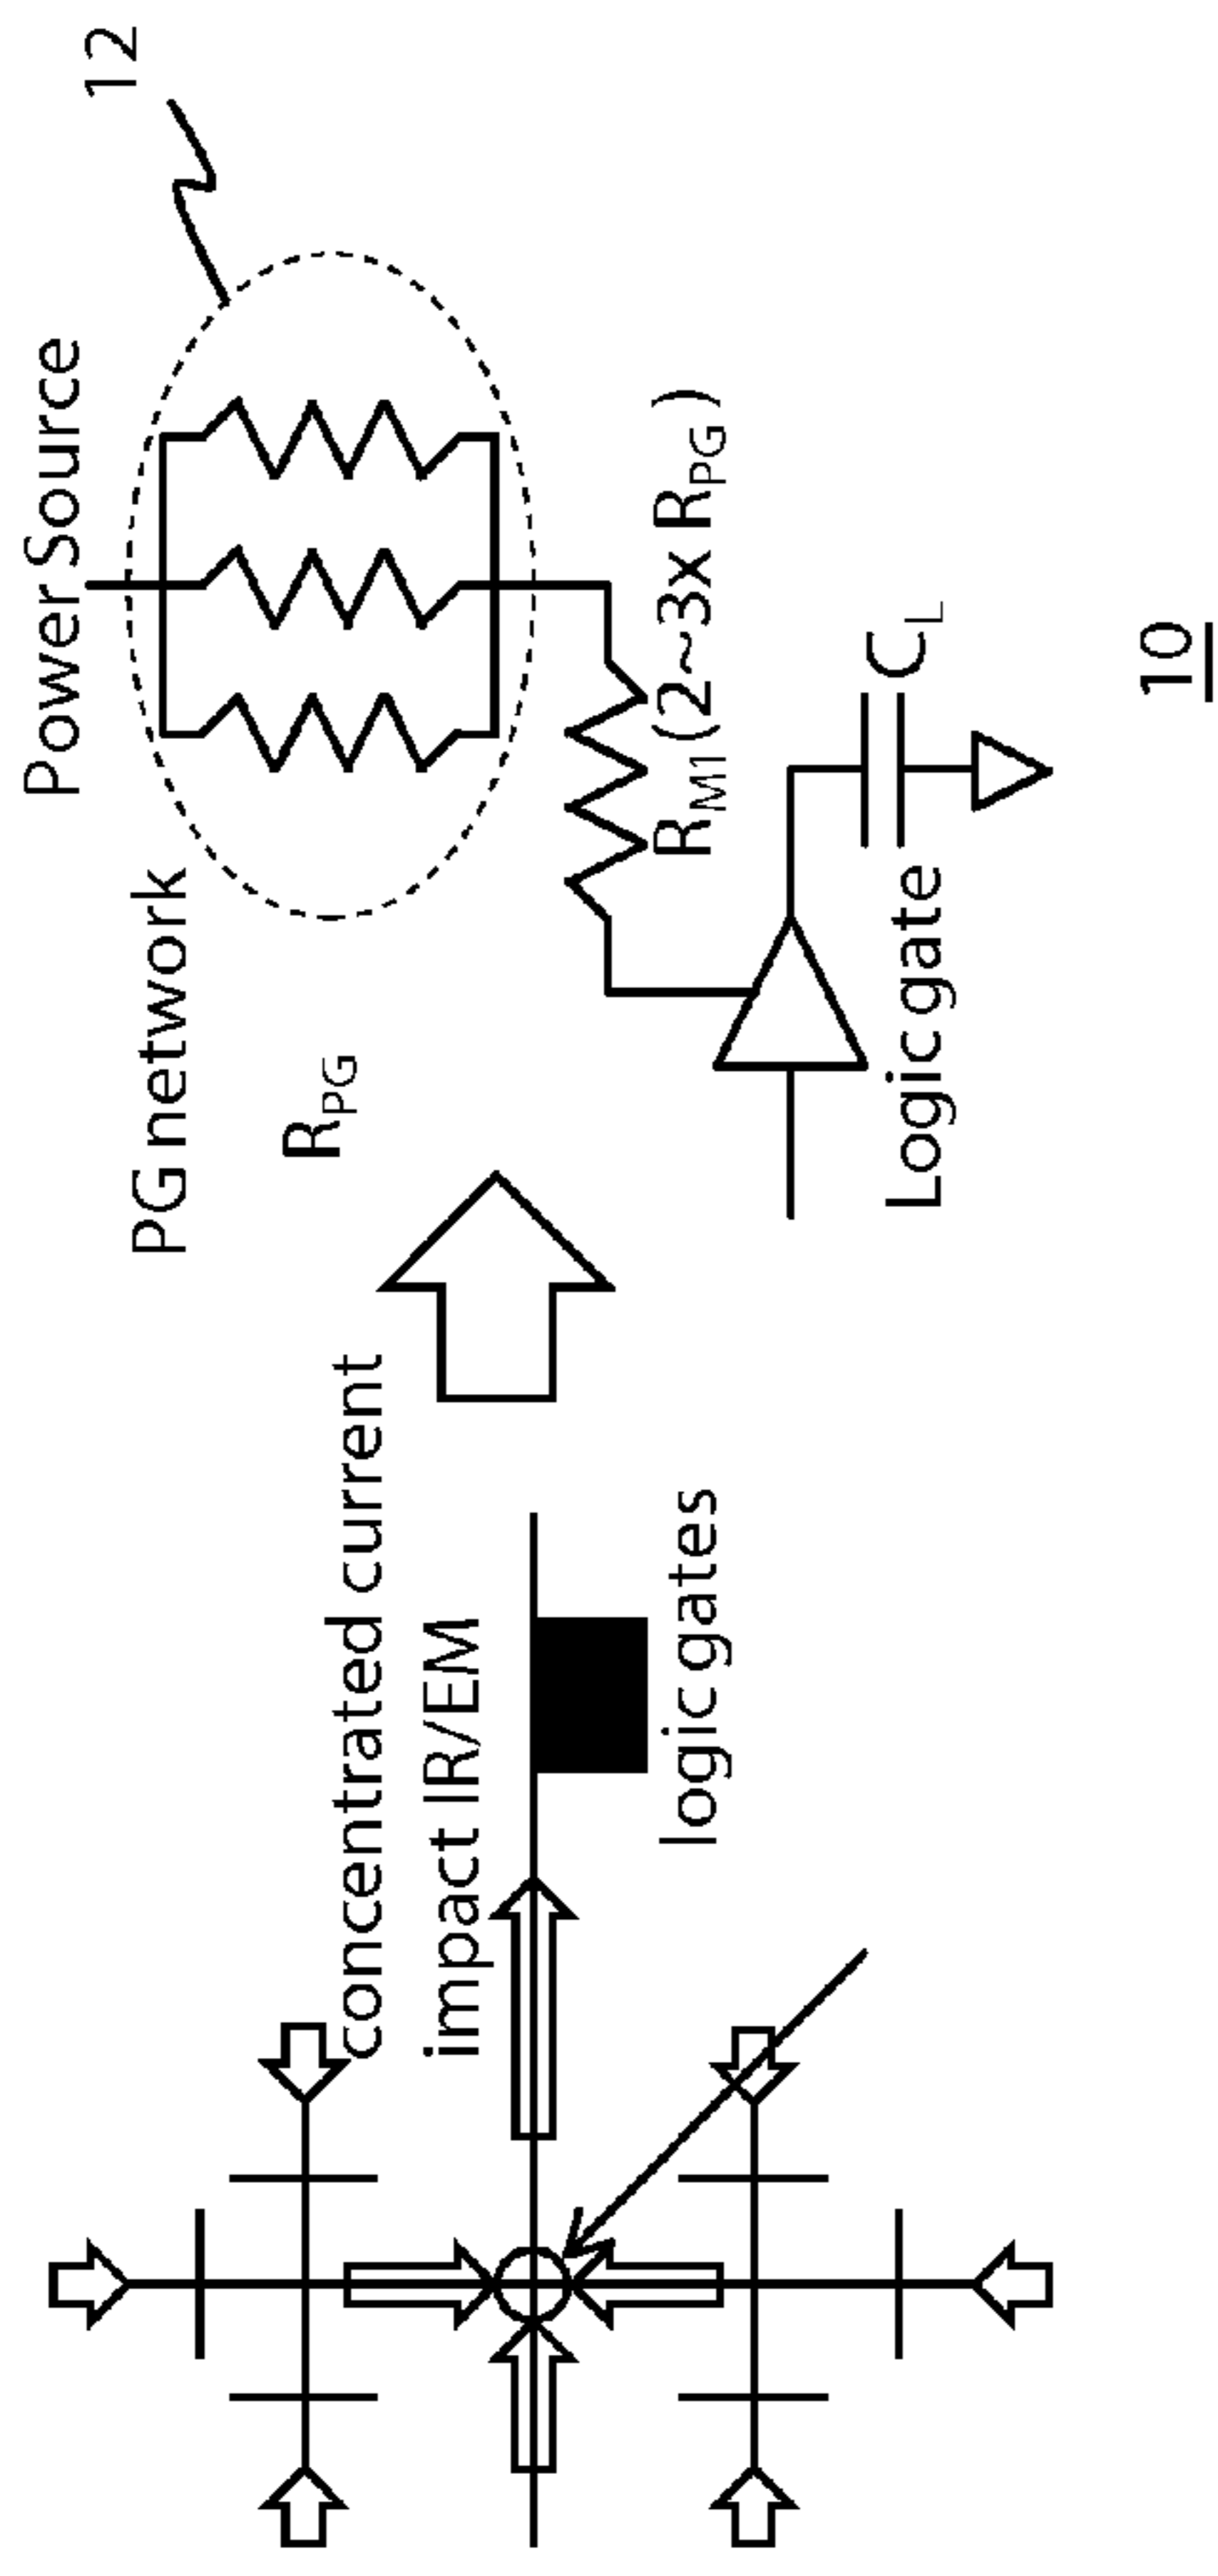 concentrated current
impact IR/EM
logic gates
Power Source
12
PG network
R_PG
R_M1 (2~3x R_PG)
C_L
Logic gate
10